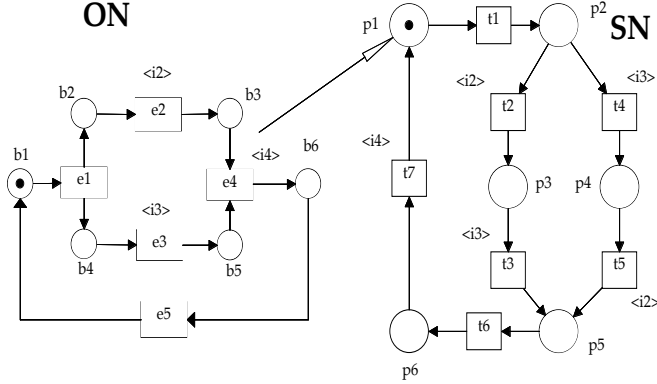 ON
SN
p1
t1
p2
<i2>
b2
e2
b3
<i2>
t2
t4
<i3>
b1
e1
<i4>
b6
e4
<i4>
t7
p3
p4
<i3>
b4
e3
b5
<i3>
t3
t5
<i2>
e5
t6
p5
p6